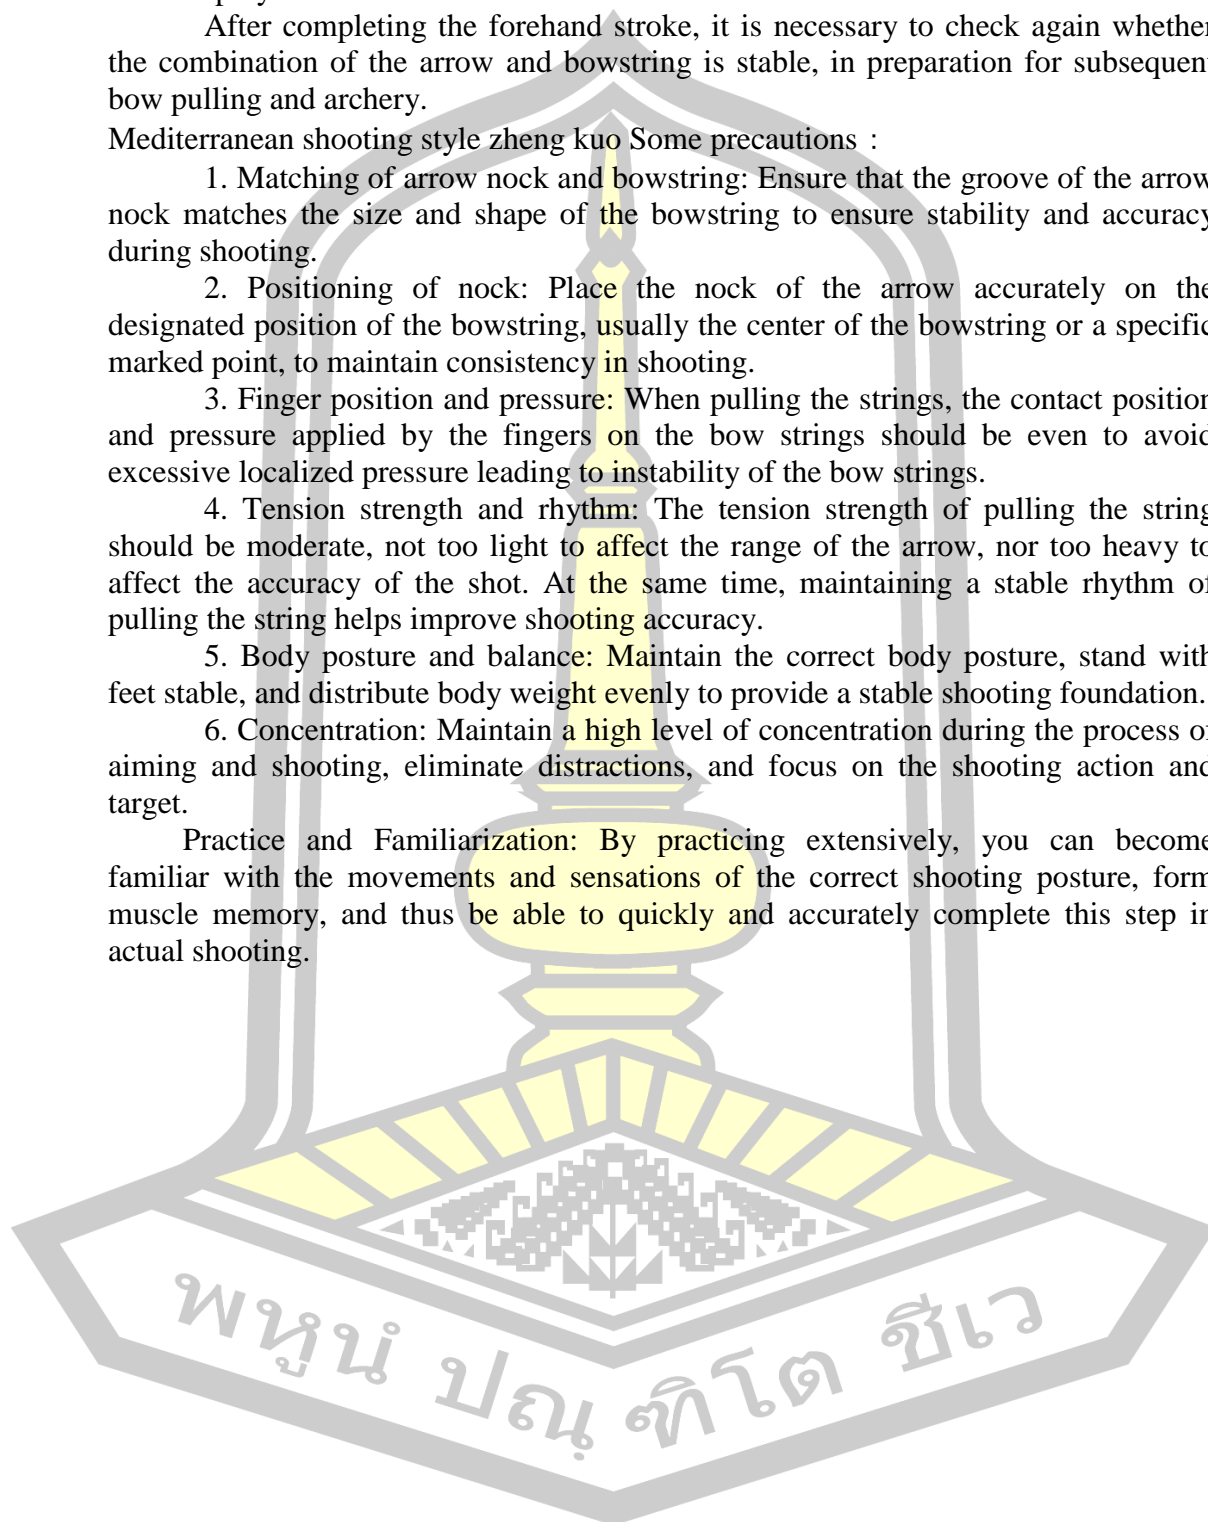 After completing the forehand stroke, it is necessary to check again whether
the combination of the arrow and bowstring is stable, in preparation for subsequent
bow pulling and archery.
Mediterranean shooting style zheng kuo Some precautions：
1. Matching of arrow nock and bowstring: Ensure that the groove of the arrow
nock matches the size and shape of the bowstring to ensure stability and accuracy
during shooting.
2. Positioning of nock: Place the nock of the arrow accurately on the
designated position of the bowstring, usually the center of the bowstring or a specific
marked point, to maintain consistency in shooting.
3. Finger position and pressure: When pulling the strings, the contact position
and pressure applied by the fingers on the bow strings should be even to avoid
excessive localized pressure leading to instability of the bow strings.
4. Tension strength and rhythm: The tension strength of pulling the string
should be moderate, not too light to affect the range of the arrow, nor too heavy to
affect the accuracy of the shot. At the same time, maintaining a stable rhythm of
pulling the string helps improve shooting accuracy.
5. Body posture and balance: Maintain the correct body posture, stand with
feet stable, and distribute body weight evenly to provide a stable shooting foundation.
6. Concentration: Maintain a high level of concentration during the process of
aiming and shooting, eliminate distractions, and focus on the shooting action and
target.
Practice and Familiarization: By practicing extensively, you can become
familiar with the movements and sensations of the correct shooting posture, form
muscle memory, and thus be able to quickly and accurately complete this step in
actual shooting.
พหูนํ ปณฺฑิโต ชีเว